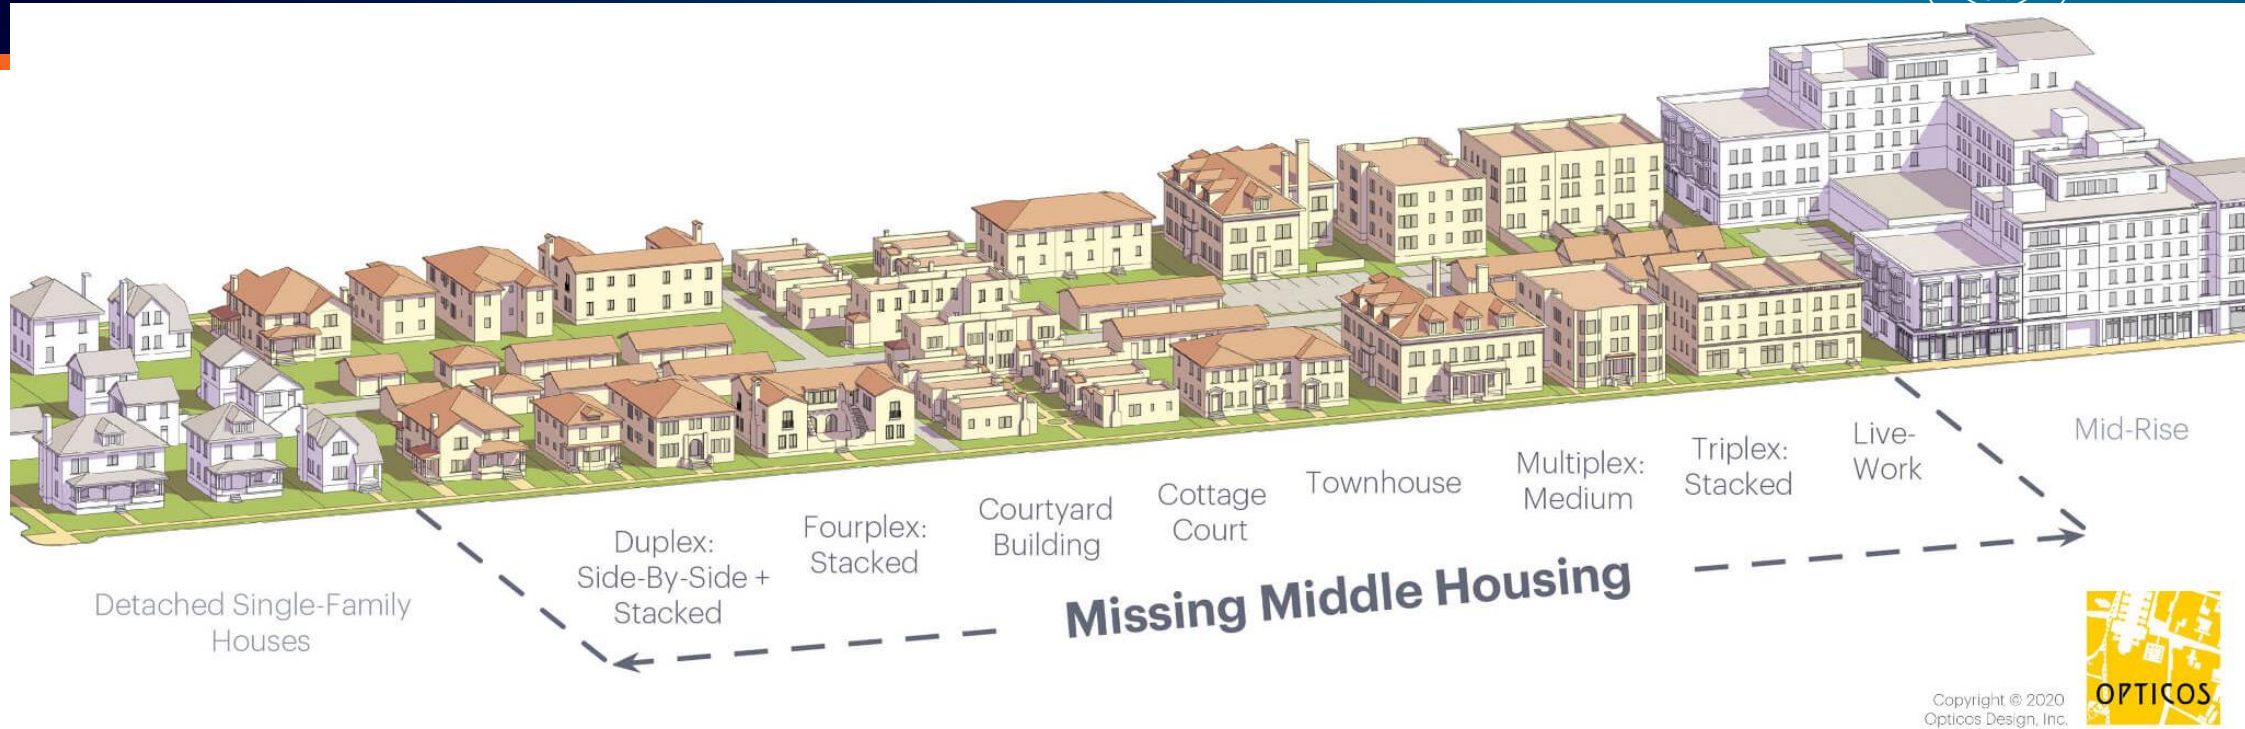 Detached Single-Family
Houses
Duplex:
Side-By-Side +
Stacked
Fourplex:
Stacked
Courtyard
Building
Cottage
Court
Townhouse
Multiplex:
Medium
Triplex:
Stacked
Live-
Work
Mid-Rise
Missing Middle Housing
Copyright © 2020
Opticos Design, Inc.
OPTICOS